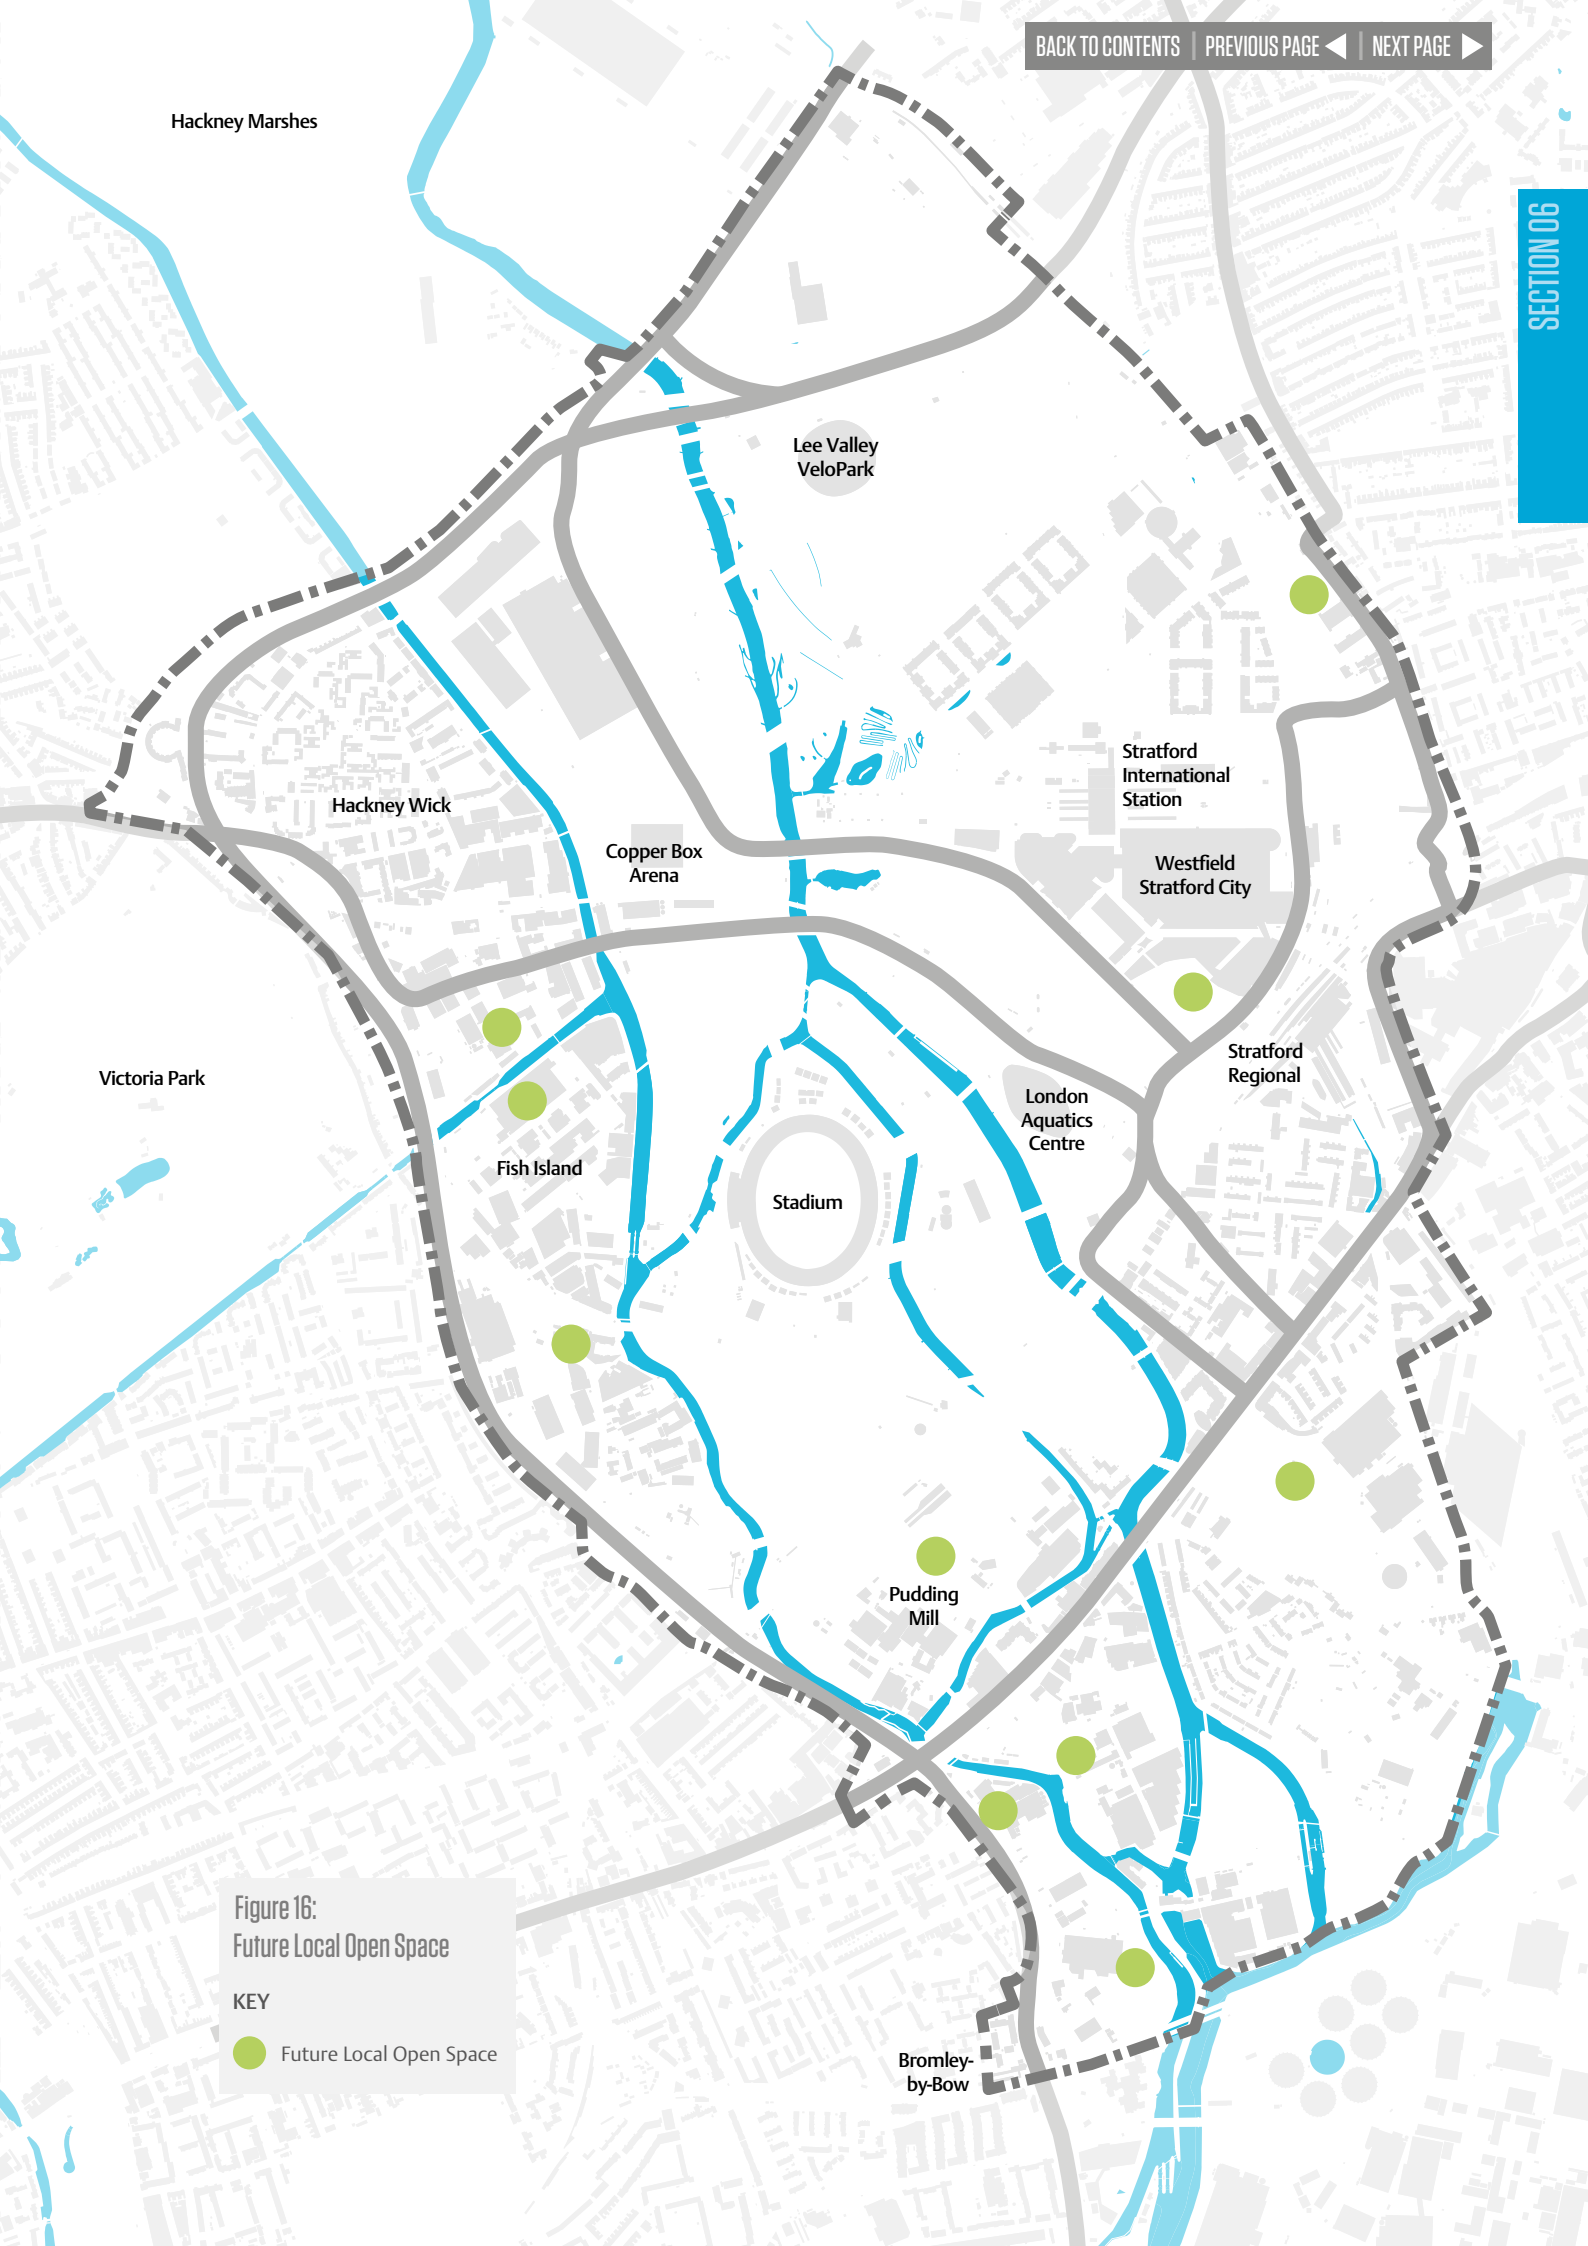 BACK TO CONTENTS | PREVIOUS PAGE | NEXT PAGE
SECTION 06
Hackney Marshes
Lee Valley
VeloPark
Stratford
International
Station
Hackney Wick
Copper Box
Arena
Westfield
Stratford City
Victoria Park
Stratford
Regional
London
Aquatics
Centre
Fish Island
Stadium
Pudding
Mill
Bromley-
by-Bow
Figure 16:
Future Local Open Space
KEY
Future Local Open Space